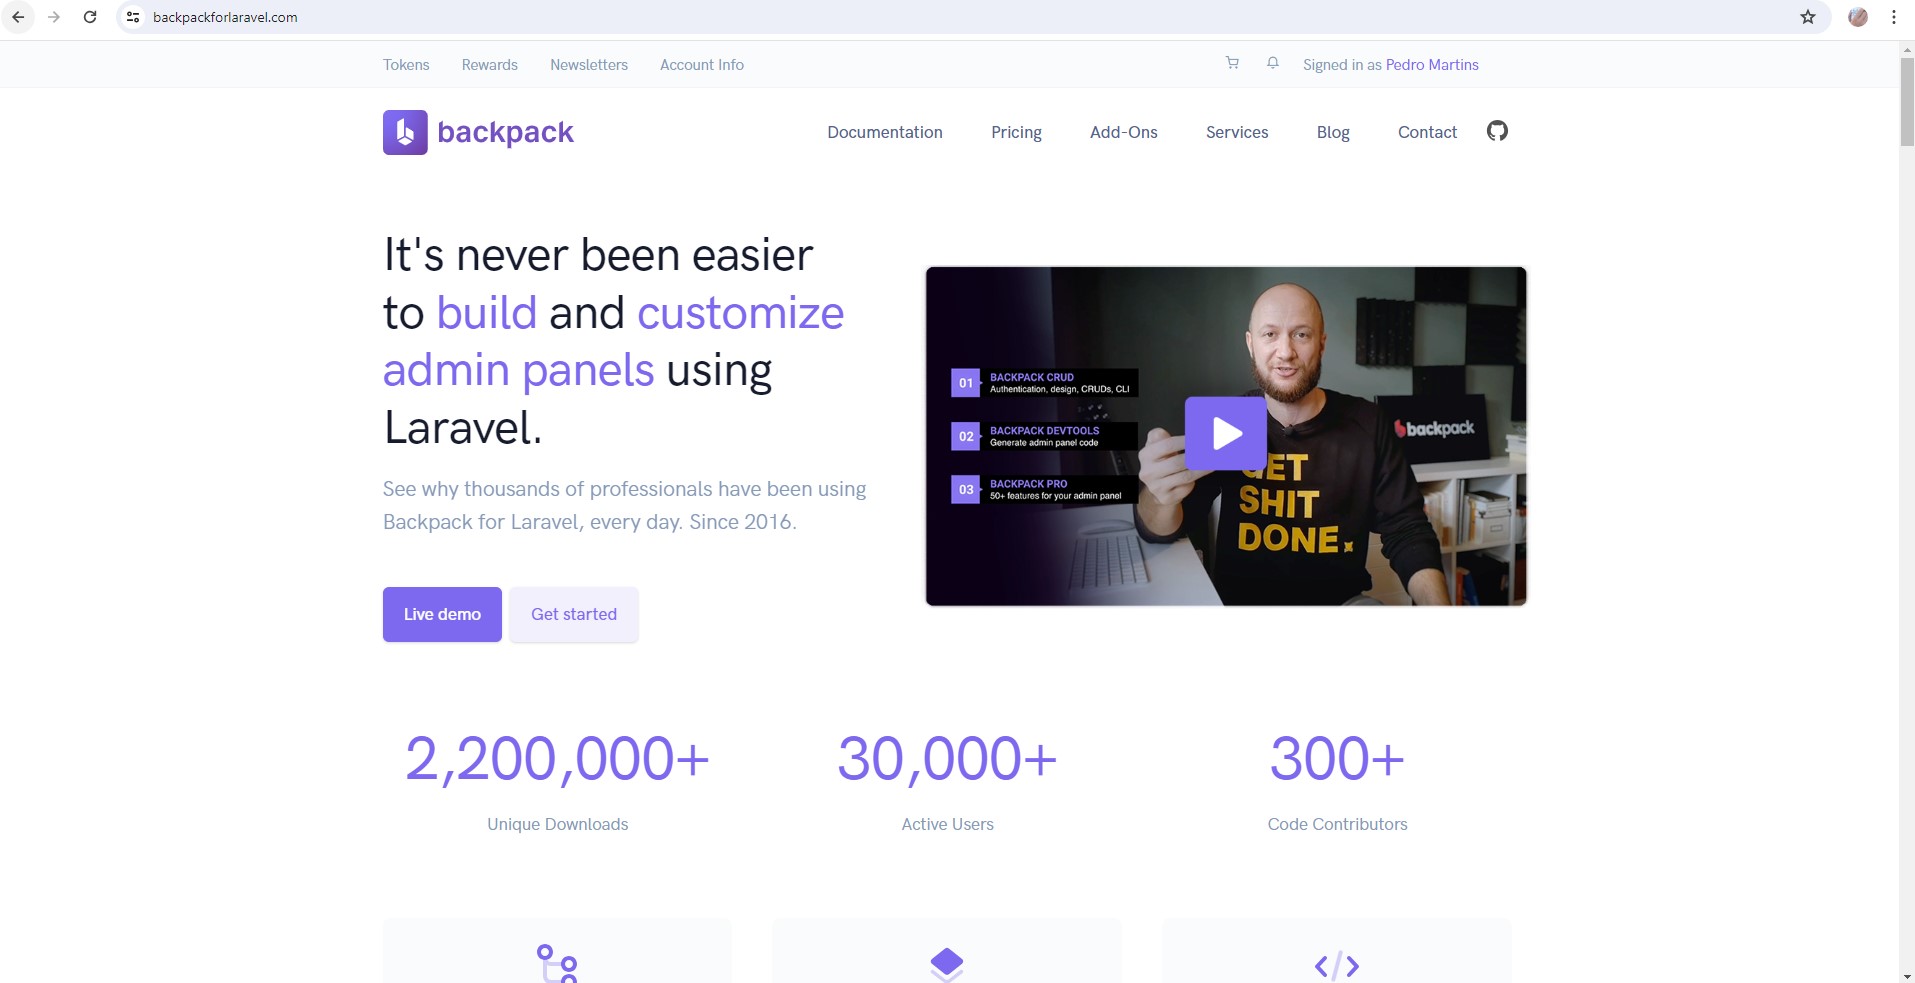 backpackforlaravel.com
Tokens Rewards Newsletters Account Info Signed in as Pedro Martins
backpack Documentation Pricing Add-Ons Services Blog Contact
It's never been easier
to build and customize
admin panels using
Laravel.
See why thousands of professionals have been using
Backpack for Laravel, every day. Since 2016.
Live demo Get started
01 BACKPACK CRUD
Authentication, design, CRUDs, CLI
02 BACKPACK DEVTOOLS
Generate admin panel code
03 BACKPACK PRO
50+ features for your admin panel
backpack
GET
SHIT
DONE.
2,200,000+ 30,000+ 300+
Unique Downloads Active Users Code Contributors